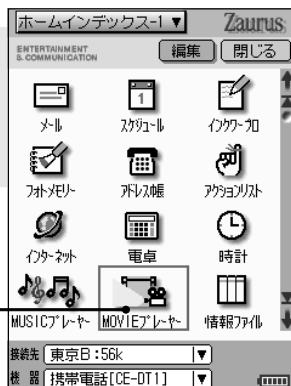 ホームインデックス-1 ▼ Zaurus
ENTERTAINMENT & COMMUNICATION 編集 閉じる
メール スケジュール インクワープロ
フォトメモリー アドレス帳 アクションリスト
インターネット 電卓 時計
MUSICプレーヤー MOVIEプレーヤー 情報ファイル
接続先 東京B:56k ▼
機 器 携帯電話[CE-DT1] ▼